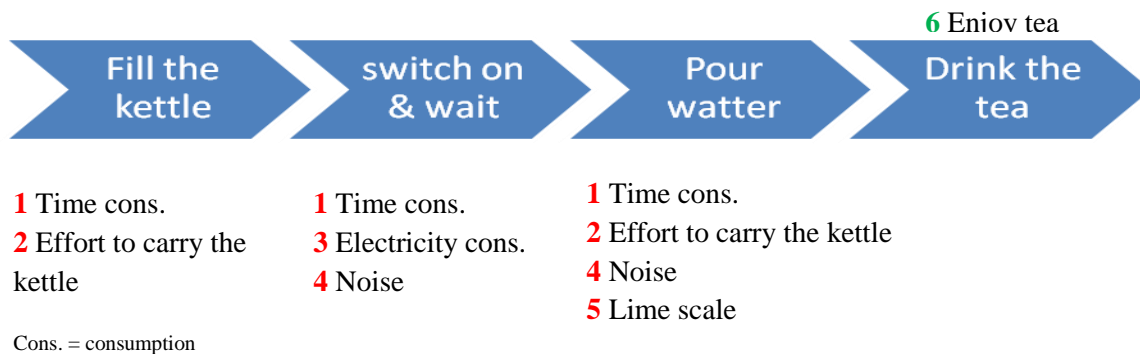 6 Enjoy tea
Fill the
kettle
switch on
& wait
Pour
watter
Drink the
tea
1 Time cons.
2 Effort to carry the
kettle
1 Time cons.
3 Electricity cons.
4 Noise
1 Time cons.
2 Effort to carry the kettle
4 Noise
5 Lime scale
Cons. = consumption